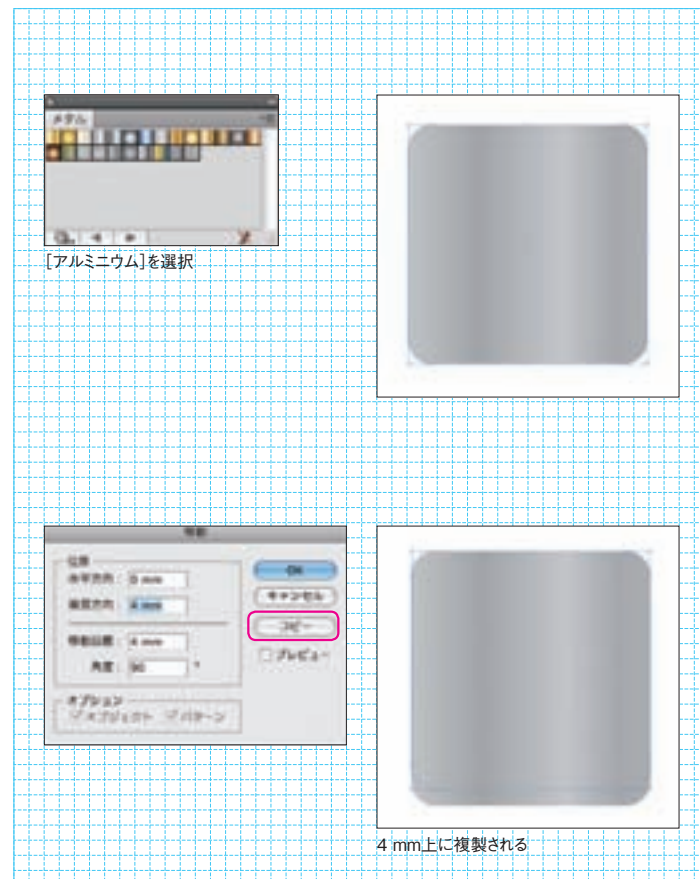 メタル
[アルミニウム]を選択
移動
位置
水平方向: 0 mm
垂直方向: 4 mm
移動距離: 4 mm
角度: 90 °
オプション
オブジェクト パターン
OK
キャンセル
コピー
プレビュー
4 mm上に複製される